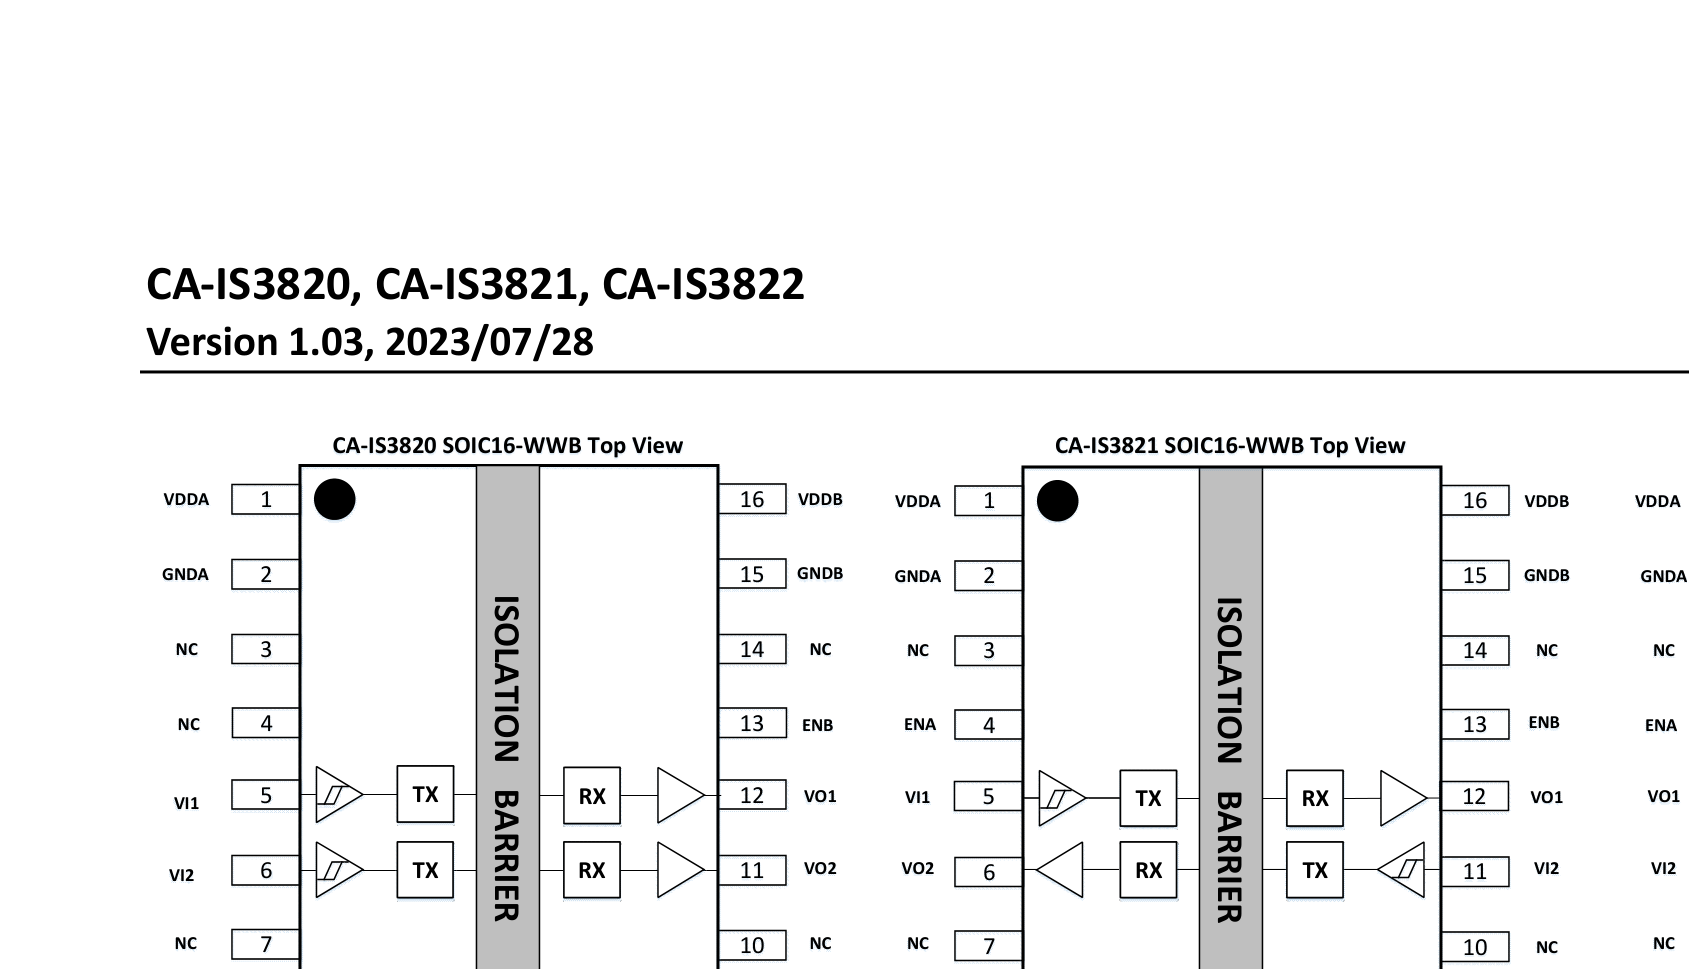 CA-IS3820, CA-IS3821, CA-IS3822
Version 1.03, 2023/07/28
CA-IS3820 SOIC16-WWB Top View
VDDA 1 16 VDDB
GNDA 2 15 GNDB
NC 3 14 NC
NC 4 13 ENB
VI1 5 TX RX 12 VO1
VI2 6 TX RX 11 VO2
NC 7 10 NC
ISOLATION BARRIER
CA-IS3821 SOIC16-WWB Top View
VDDA 1 16 VDDB
GNDA 2 15 GNDB
NC 3 14 NC
ENA 4 13 ENB
VI1 5 TX RX 12 VO1
VO2 6 RX TX 11 VI2
NC 7 10 NC
ISOLATION BARRIER
VDDA
GNDA
NC
ENA
VO1
VI2
NC